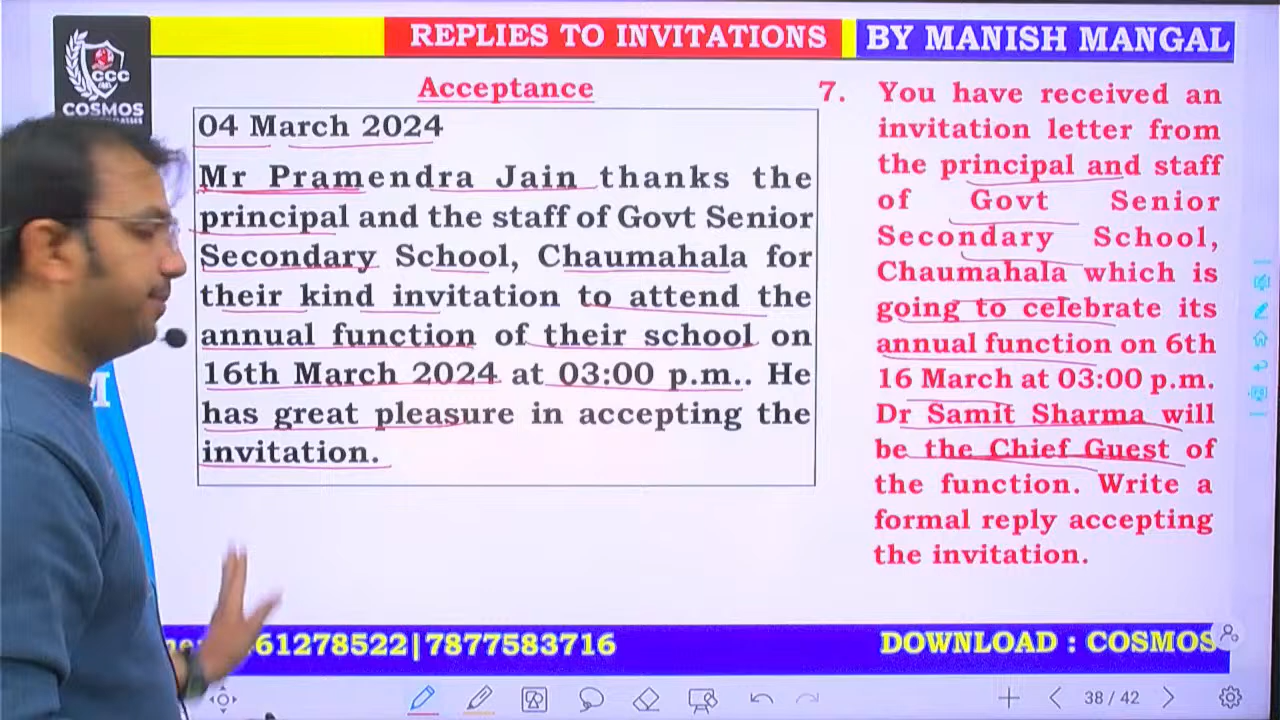 REPLIES TO INVITATIONS
BY MANISH MANGAL
CCC
COSMOS
Acceptance
04 March 2024
Mr Pramendra Jain thanks the
principal and the staff of Govt Senior
Secondary School, Chaumahala for
their kind invitation to attend the
annual function of their school on
16th March 2024 at 03:00 p.m.. He
has great pleasure in accepting the
invitation.
7. You have received an
invitation letter from
the principal and staff
of Govt Senior
Secondary School,
Chaumahala which is
going to celebrate its
annual function on 6th
16 March at 03:00 p.m.
Dr Samit Sharma will
be the Chief Guest of
the function. Write a
formal reply accepting
the invitation.
61278522|7877583716
DOWNLOAD : COSMOS
38 / 42